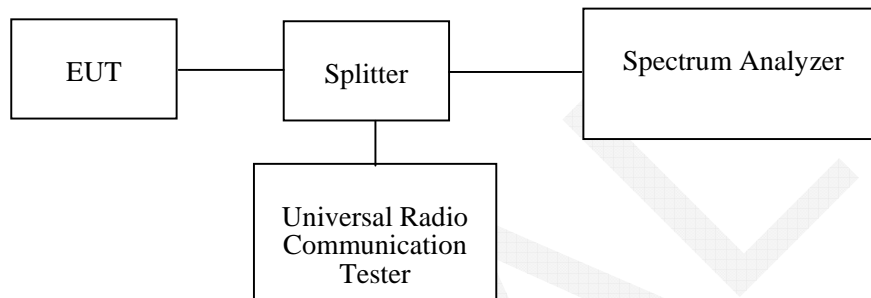 EUT
Splitter
Spectrum Analyzer
Universal Radio
Communication
Tester